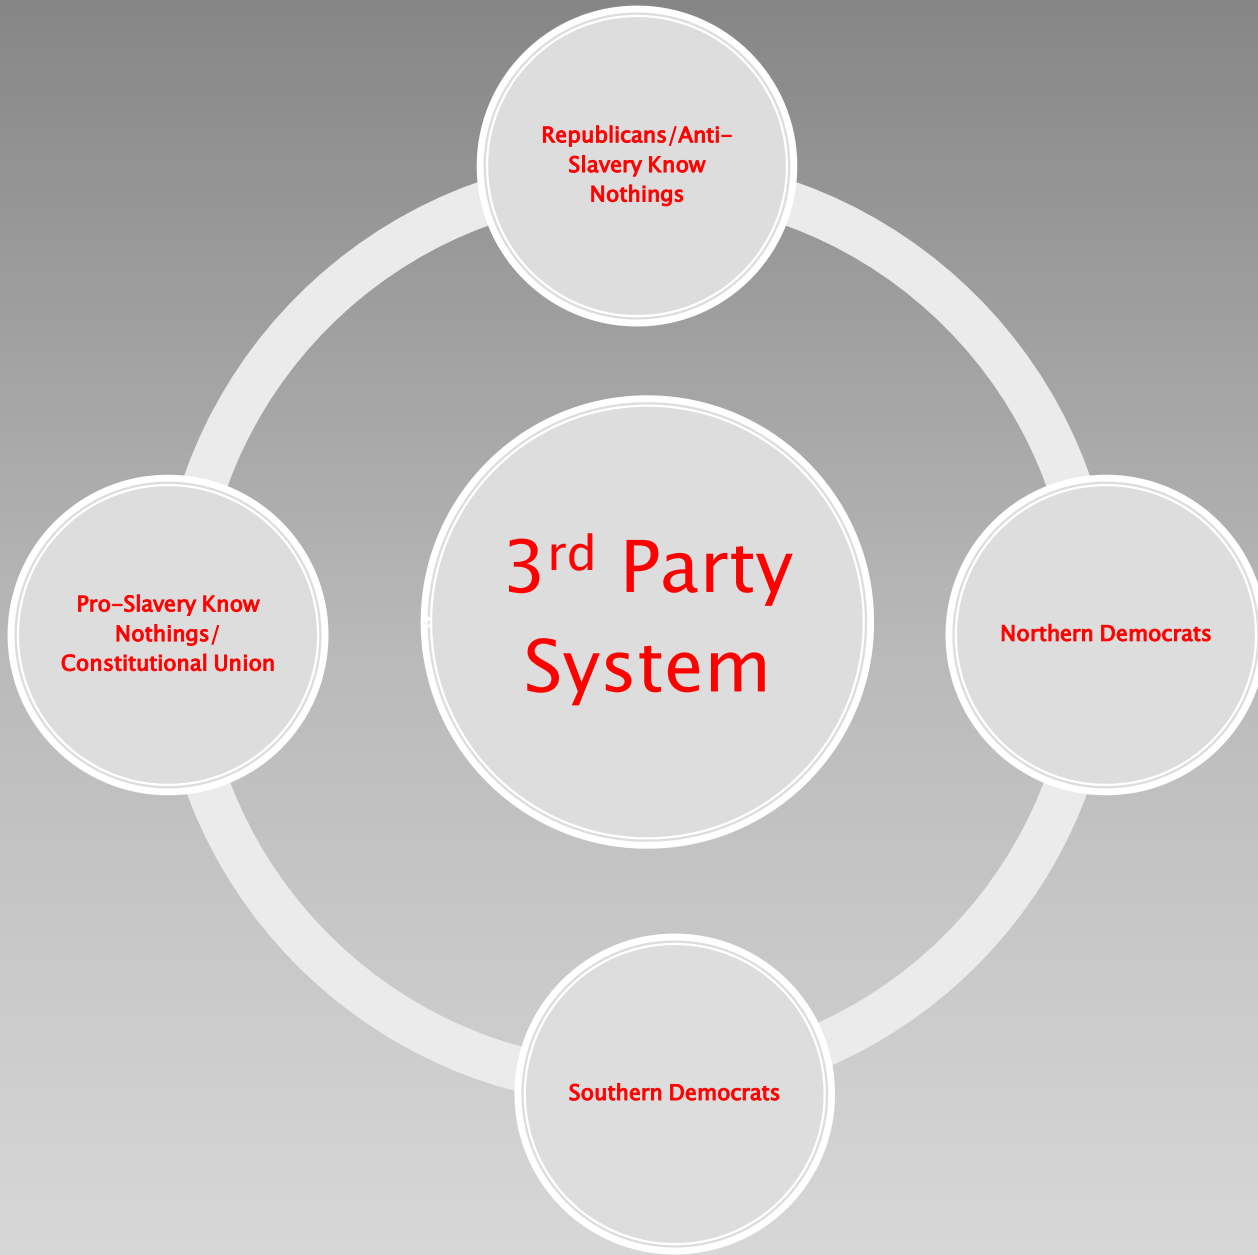 Republicans/Anti-
Slavery Know
Nothings
3rd Party
System
Pro-Slavery Know
Nothings/
Constitutional Union
Northern Democrats
Southern Democrats